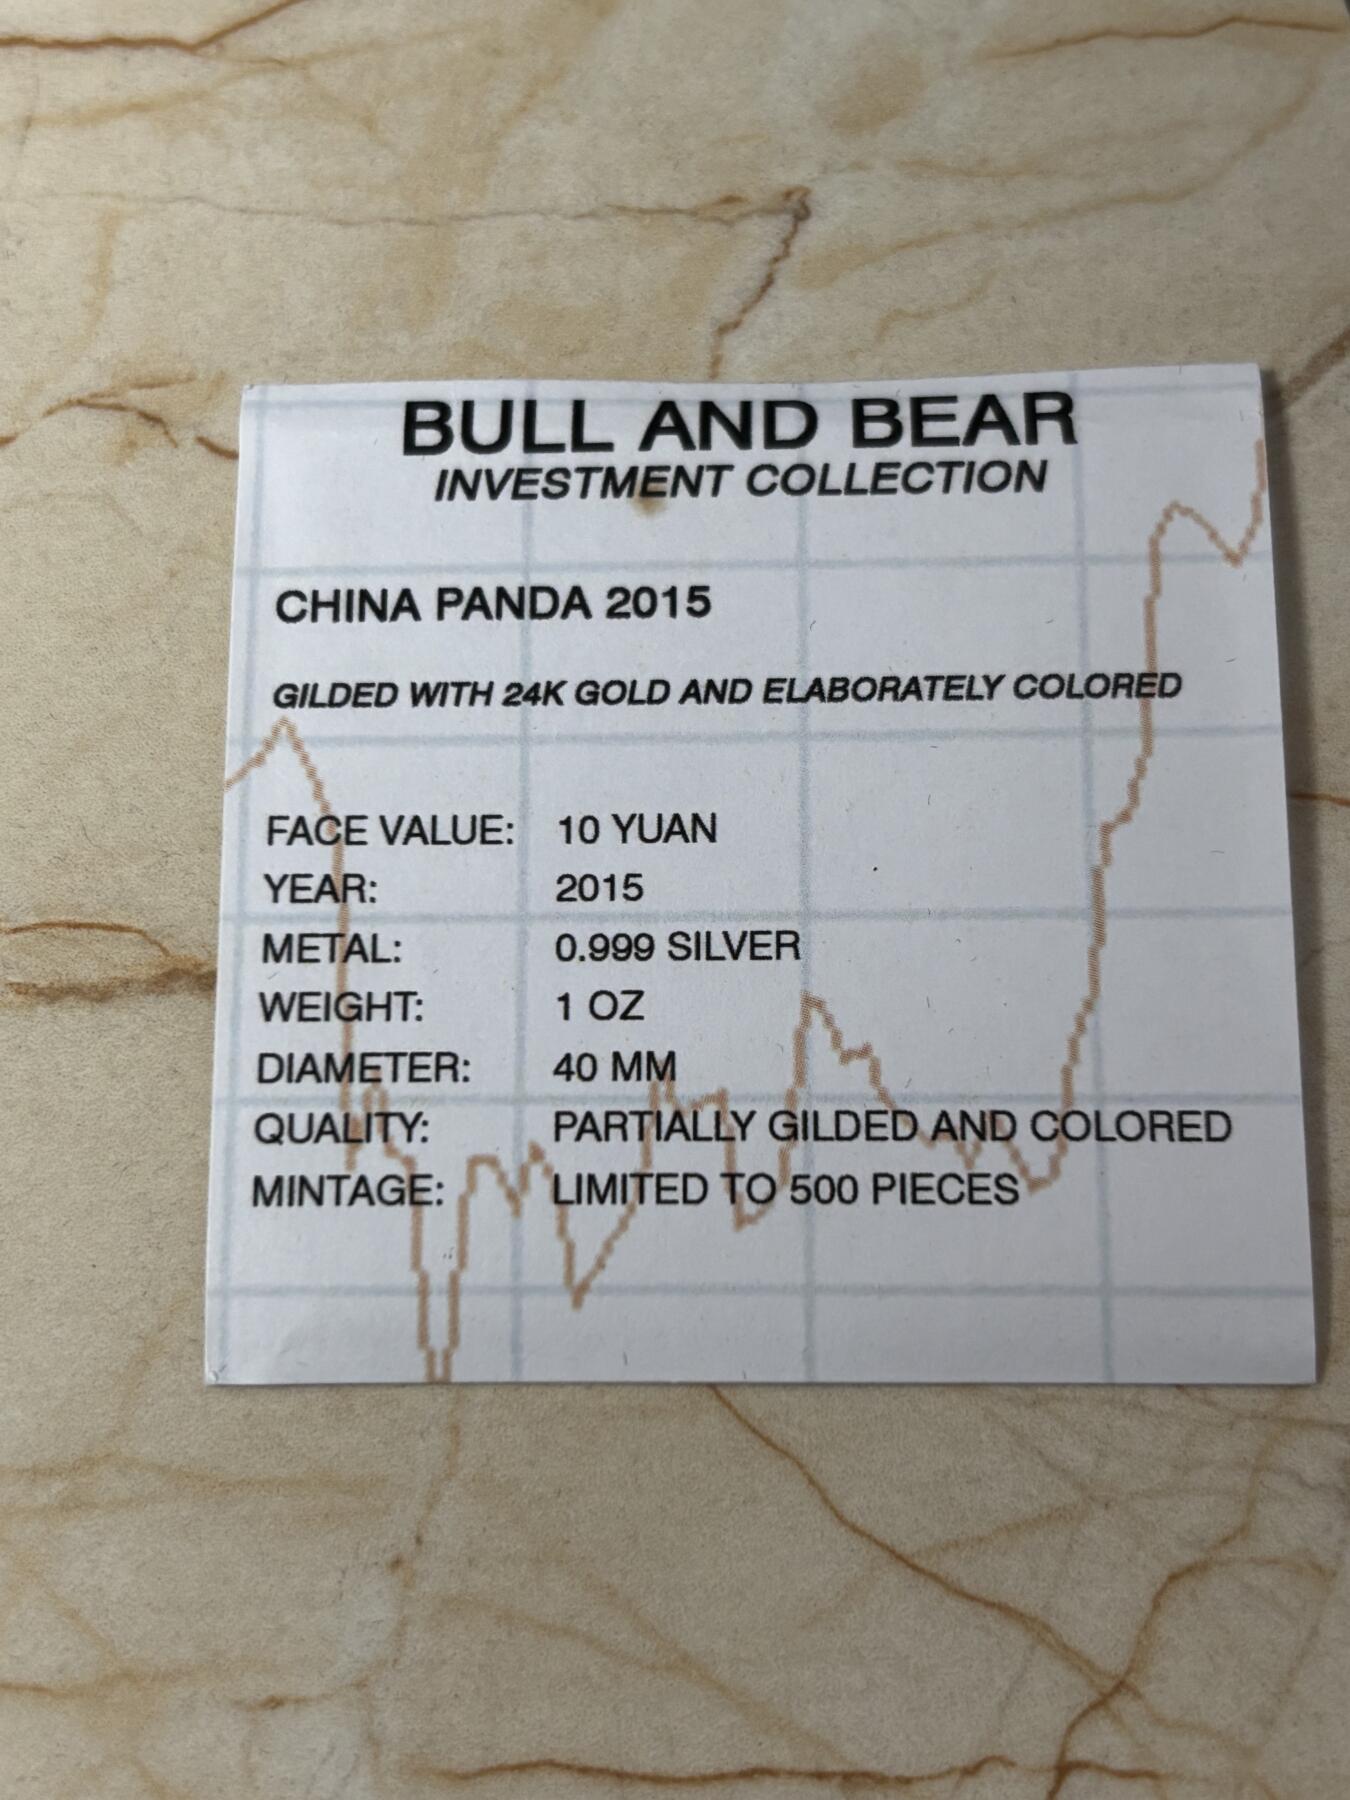 BULL AND BEAR
INVESTMENT COLLECTION
CHINA PANDA 2015
GILDED WITH 24K GOLD AND ELABORATELY COLORED
FACE VALUE: 10 YUAN
YEAR: 2015
METAL: 0.999 SILVER
WEIGHT: 1 OZ
DIAMETER: 40 MM
QUALITY: PARTIALLY GILDED AND COLORED
MINTAGE: LIMITED TO 500 PIECES